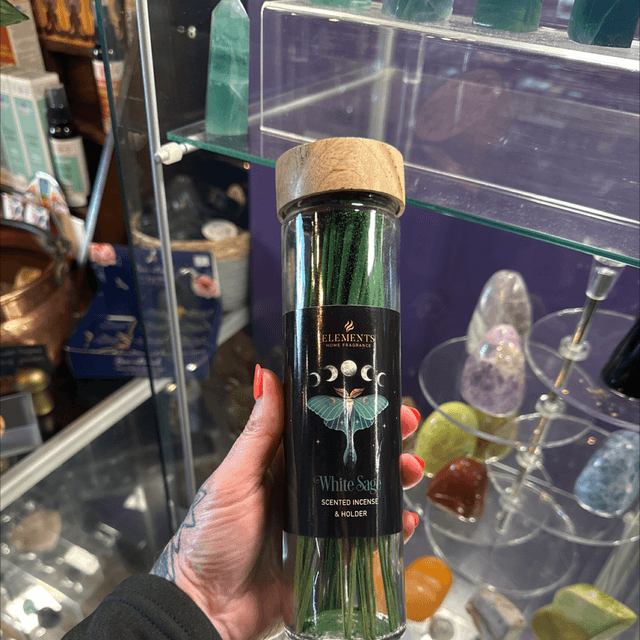 ELEMENTS
HOME FRAGRANCE
White Sage
SCENTED INCENSE
& HOLDER